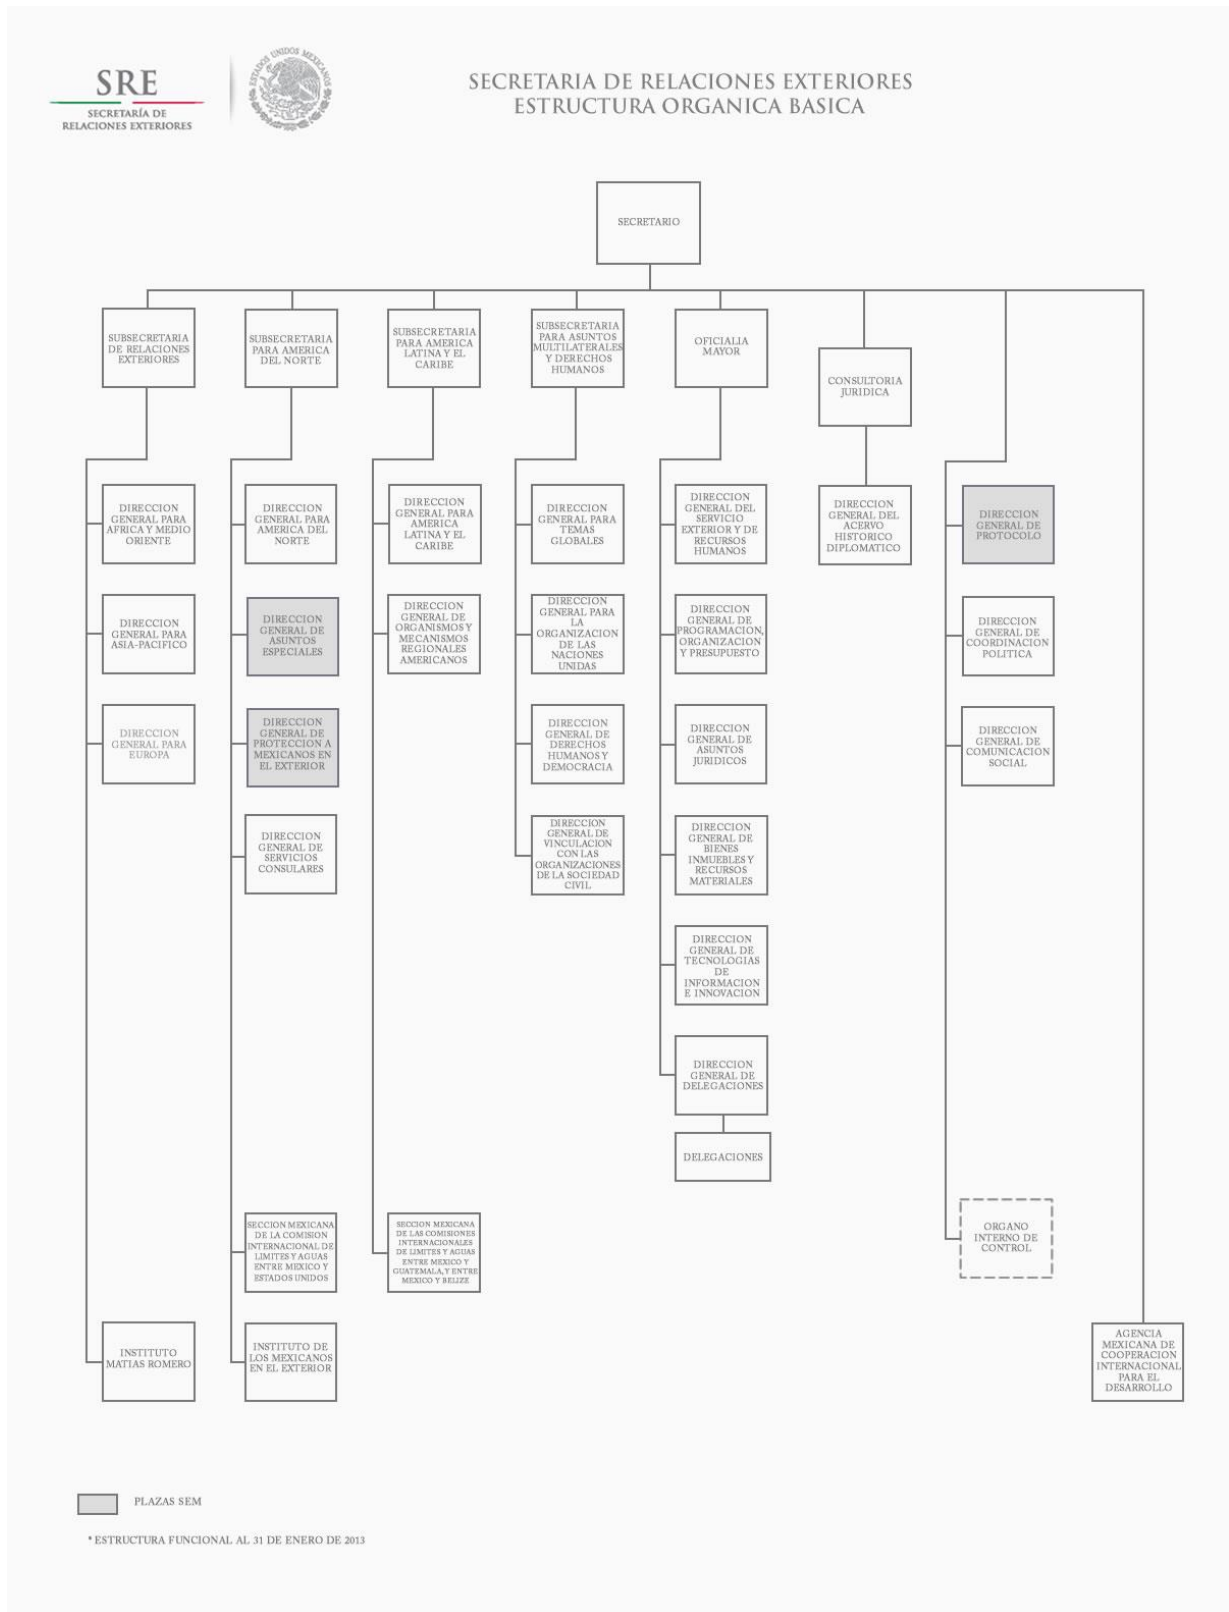 SRE
SECRETARÍA DE
RELACIONES EXTERIORES
ESTADOS UNIDOS MEXICANOS
SECRETARIA DE RELACIONES EXTERIORES
ESTRUCTURA ORGANICA BASICA
SECRETARIO
SUBSECRETARIA
DE RELACIONES
EXTERIORES
SUBSECRETARIA
PARA AMERICA
DEL NORTE
SUBSECRETARIA
PARA AMERICA
LATINA Y EL
CARIBE
SUBSECRETARIA
PARA ASUNTOS
MULTILATERALES
Y DERECHOS
HUMANOS
OFICIALIA
MAYOR
CONSULTORIA
JURIDICA
DIRECCION
GENERAL PARA
AFRICA Y MEDIO
ORIENTE
DIRECCION
GENERAL PARA
AMERICA DEL
NORTE
DIRECCION
GENERAL PARA
AMERICA
LATINA Y EL
CARIBE
DIRECCION
GENERAL PARA
TEMAS
GLOBALES
DIRECCION
GENERAL DEL
SERVICIO
EXTERIOR Y DE
RECURSOS
HUMANOS
DIRECCION
GENERAL DEL
ACERVO
HISTORICO
DIPLOMATICO
DIRECCION
GENERAL DE
PROTOCOLO
DIRECCION
GENERAL PARA
ASIA-PACIFICO
DIRECCION
GENERAL DE
ASUNTOS
ESPECIALES
DIRECCION
GENERAL DE
ORGANISMOS Y
MECANISMOS
REGIONALES
AMERICANOS
DIRECCION
GENERAL PARA
LA
ORGANIZACION
DE LAS
NACIONES
UNIDAS
DIRECCION
GENERAL DE
PROGRAMACION,
ORGANIZACION
Y PRESUPUESTO
DIRECCION
GENERAL DE
COORDINACION
POLITICA
DIRECCION
GENERAL PARA
EUROPA
DIRECCION
GENERAL DE
PROTECCION A
MEXICANOS EN
EL EXTERIOR
DIRECCION
GENERAL DE
DERECHOS
HUMANOS Y
DEMOCRACIA
DIRECCION
GENERAL DE
ASUNTOS
JURIDICOS
DIRECCION
GENERAL DE
COMUNICACION
SOCIAL
DIRECCION
GENERAL DE
SERVICIOS
CONSULARES
DIRECCION
GENERAL DE
VINCULACION
CON LAS
ORGANIZACIONES
DE LA SOCIEDAD
CIVIL
DIRECCION
GENERAL DE
BIENES
INMUEBLES Y
RECURSOS
MATERIALES
DIRECCION
GENERAL DE
TECNOLOGIAS
DE
INFORMACION
E INNOVACION
DIRECCION
GENERAL DE
DELEGACIONES
DELEGACIONES
SECCION MEXICANA
DE LA COMISION
INTERNACIONAL DE
LIMITES Y AGUAS
ENTRE MEXICO Y
ESTADOS UNIDOS
SECCION MEXICANA
DE LAS COMISIONES
INTERNACIONALES
DE LIMITES Y AGUAS
ENTRE MEXICO Y
GUATEMALA, Y ENTRE
MEXICO Y BELIZE
ORGANO
INTERNO DE
CONTROL
INSTITUTO
MATIAS ROMERO
INSTITUTO DE
LOS MEXICANOS
EN EL EXTERIOR
AGENCIA
MEXICANA DE
COOPERACION
INTERNACIONAL
PARA EL
DESARROLLO
PLAZAS SEM
* ESTRUCTURA FUNCIONAL AL 31 DE ENERO DE 2013